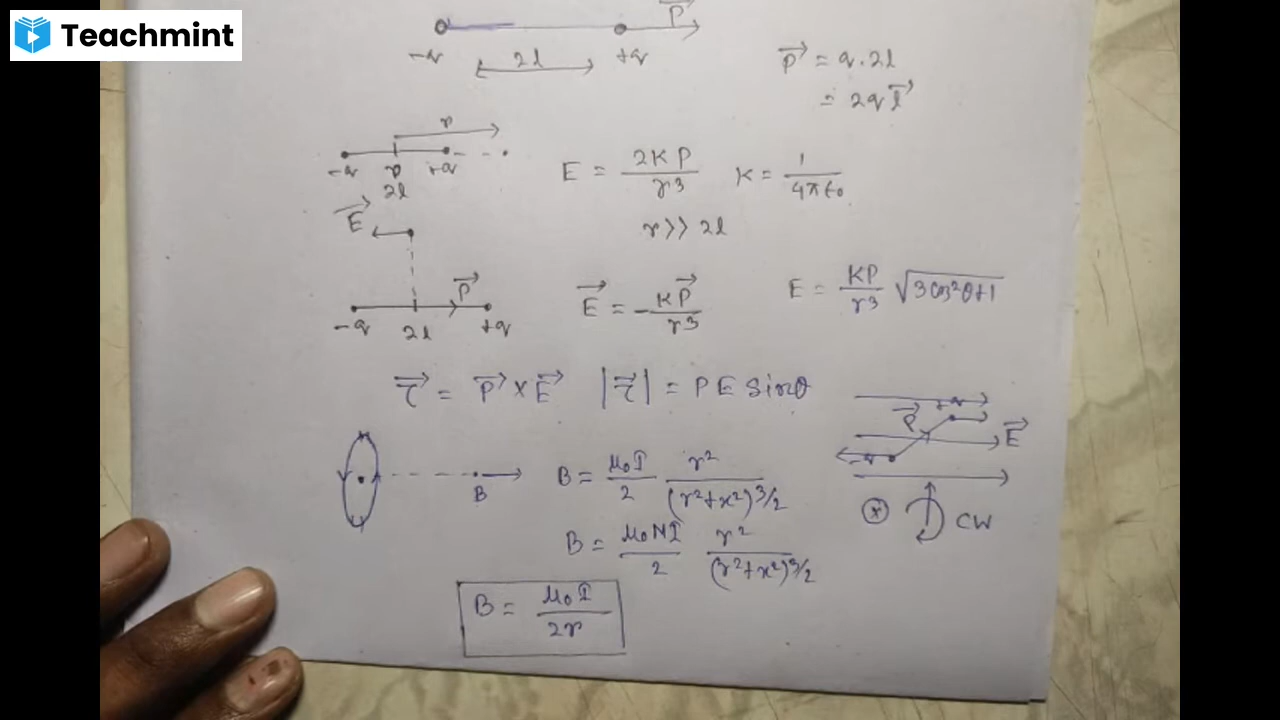 Teachmint
P⃗
-q 2l +q
P⃗ = q.2l
= 2q l⃗
r
-q +q
2l
E = 2KP/r³ K = 1/4πε₀
r >> 2l
E⃗
P⃗
-q 2l +q
E⃗ = -KP⃗/r³
E = KP/r³ √3cos²θ+1
τ⃗ = P⃗ × E⃗ |τ⃗| = PE Sinθ
+q
P⃗
E⃗
-q
B
B = μ₀I/2 r²/(r²+x²)3/2
CW
B = μ₀NI/2 r²/(r²+x²)3/2
B = μ₀I/2r